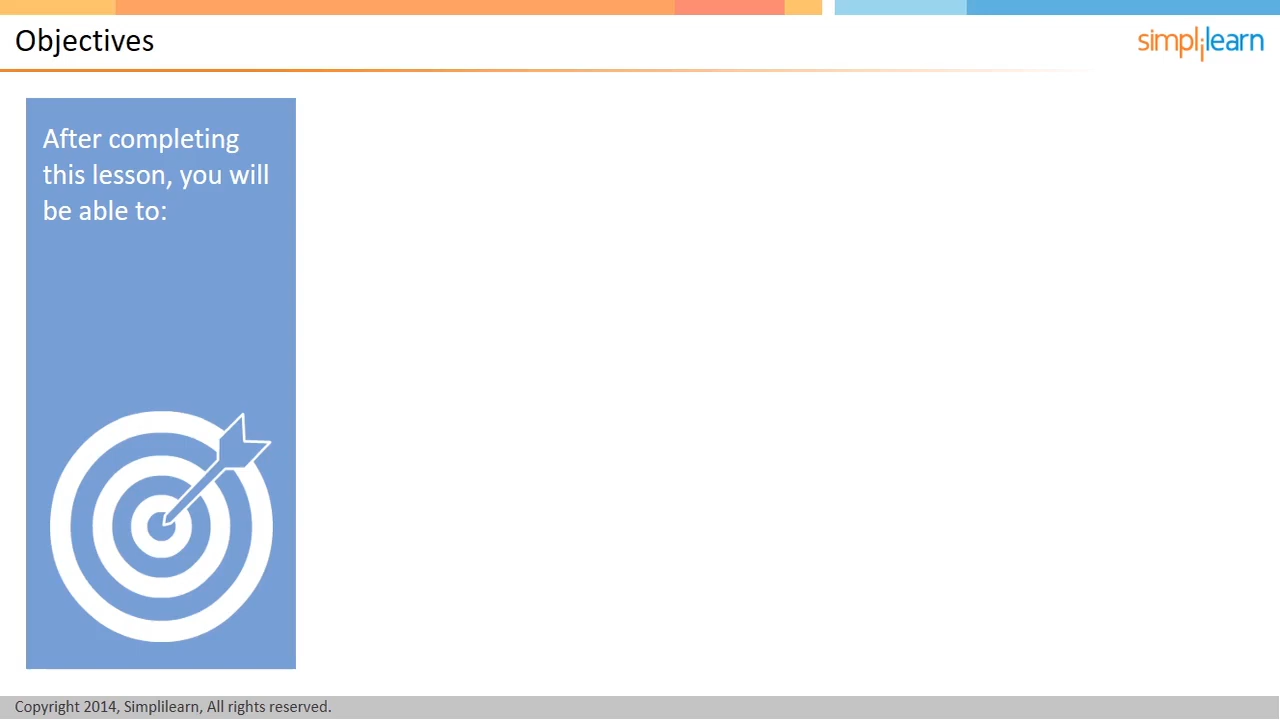 Objectives
simplilearn
After completing
this lesson, you will
be able to:
Copyright 2014, Simplilearn, All rights reserved.